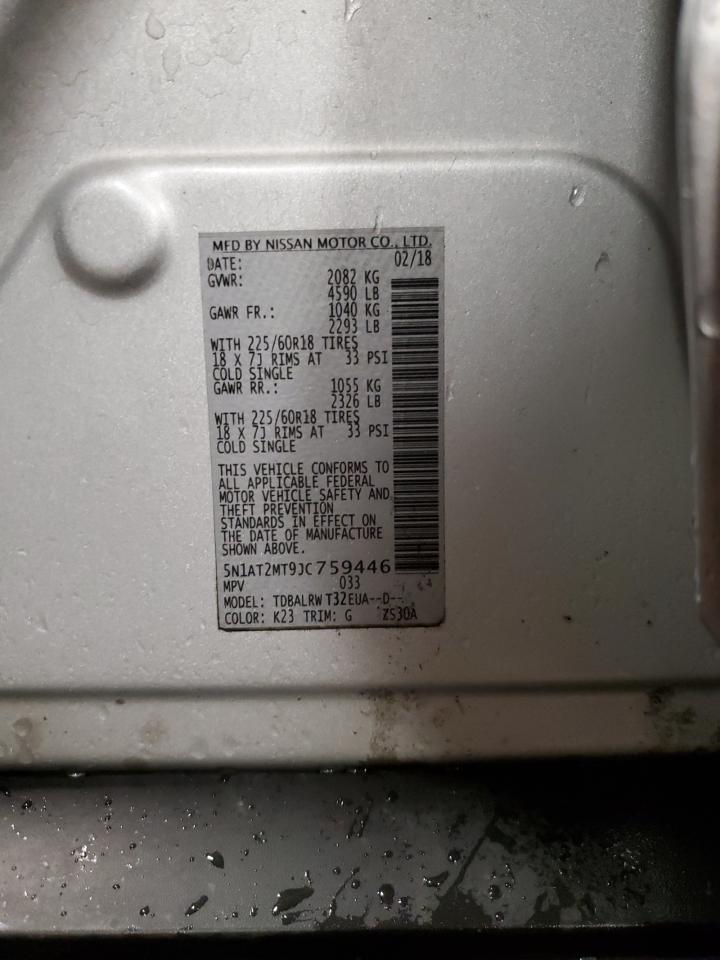 MFD BY NISSAN MOTOR CO., LTD.
DATE: 02/18
GVWR: 2082 KG
4590 LB
GAWR FR.: 1040 KG
2293 LB
WITH 225/60R18 TIRES
18 X 7J RIMS AT 33 PSI
COLD SINGLE
GAWR RR.: 1055 KG
2326 LB
WITH 225/60R18 TIRES
18 X 7J RIMS AT 33 PSI
COLD SINGLE
THIS VEHICLE CONFORMS TO
ALL APPLICABLE FEDERAL
MOTOR VEHICLE SAFETY AND
THEFT PREVENTION
STANDARDS IN EFFECT ON
THE DATE OF MANUFACTURE
SHOWN ABOVE.
5N1AT2MT9JC759446
MPV 033
MODEL: TDBALRW T32EUA--D--
COLOR: K23 TRIM: G ZS30A